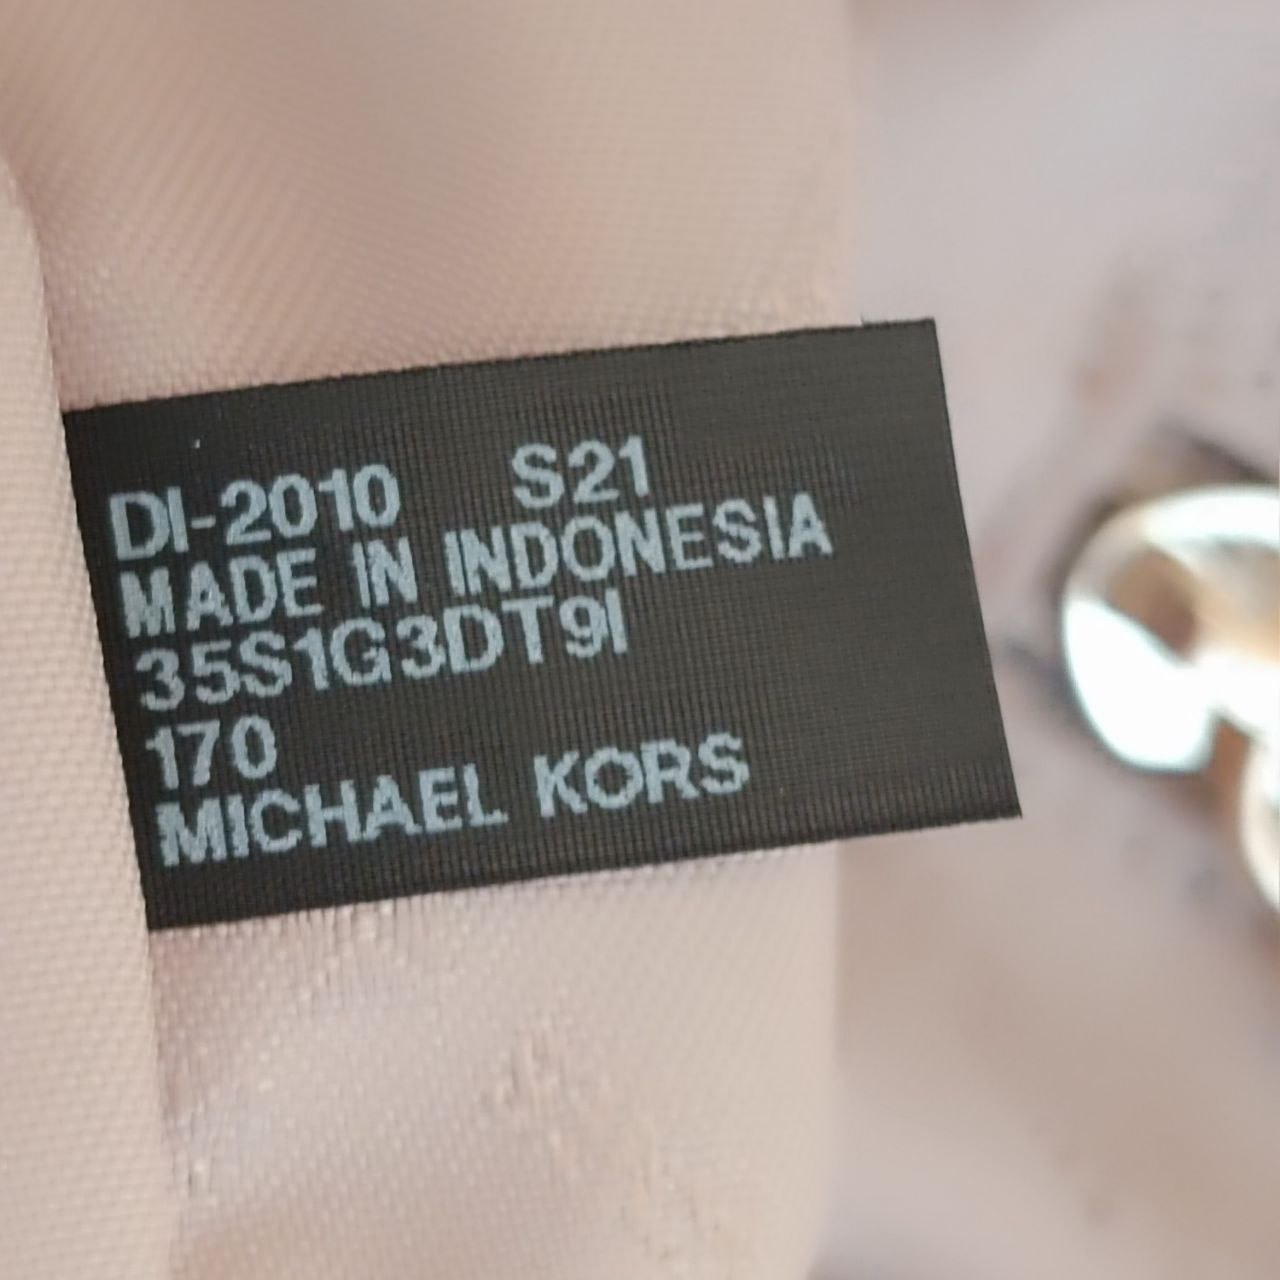 DI-2010 S21
MADE IN INDONESIA
35S1G3DT9I
170
MICHAEL KORS